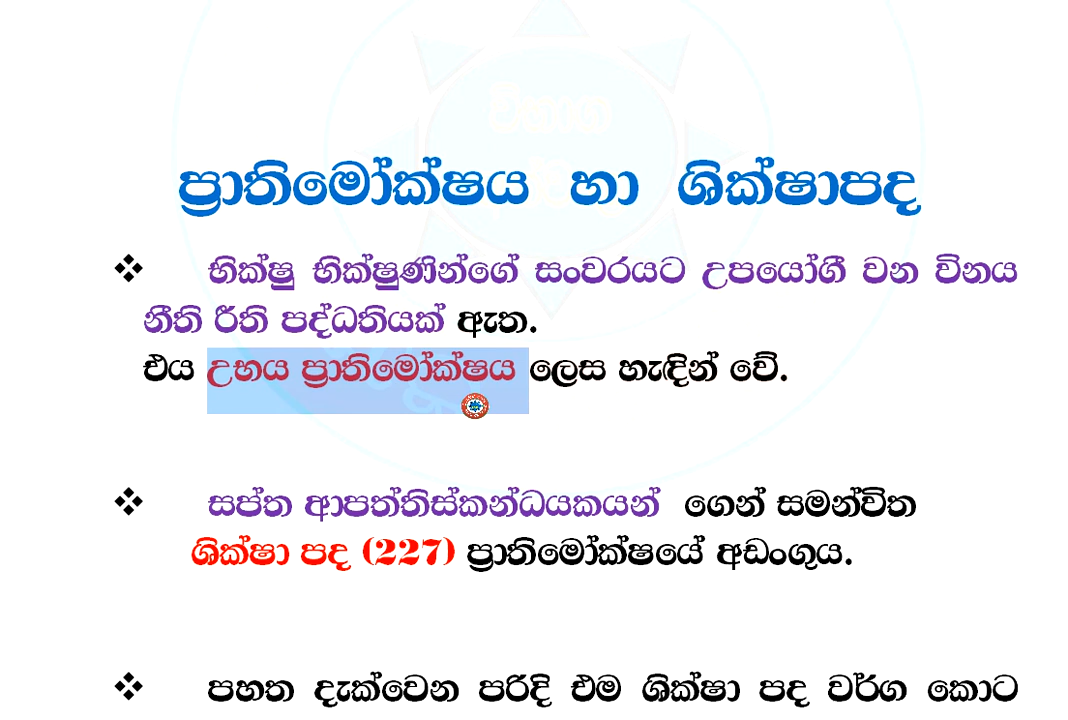 ප්‍රාතිමෝක්ෂය හා ශික්ෂාපද
භික්ෂු භික්ෂුණින්ගේ සංවරයට උපයෝගී වන විනය
නීති රීති පද්ධතියක් ඇත.
එය උභය ප්‍රාතිමෝක්ෂය ලෙස හැඳින් වේ.
සප්ත ආපත්තිස්කන්ධයකයන් ගෙන් සමන්විත
ශික්ෂා පද (227) ප්‍රාතිමෝක්ෂයේ අඩංගුය.
පහත දැක්වෙන පරිදි එම ශික්ෂා පද වර්ග කොට